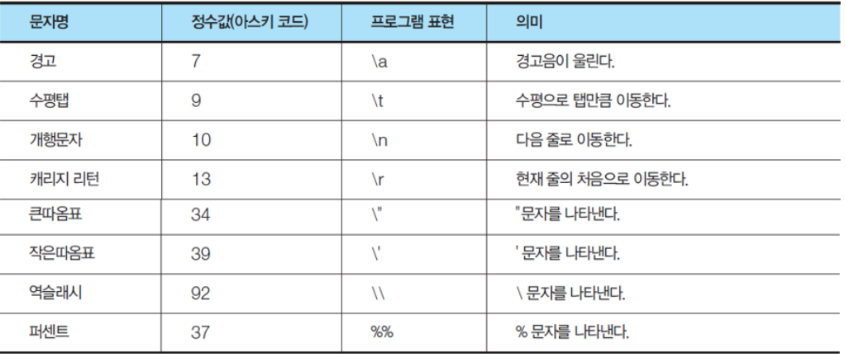 문자명 정수값(아스키 코드) 프로그램 표현 의미
경고 7 \a 경고음이 울린다.
수평탭 9 \t 수평으로 탭만큼 이동한다.
개행문자 10 \n 다음 줄로 이동한다.
캐리지 리턴 13 \r 현재 줄의 처음으로 이동한다.
큰따옴표 34 \" "문자를 나타낸다.
작은따옴표 39 \' ' 문자를 나타낸다.
역슬래시 92 \\ \ 문자를 나타낸다.
퍼센트 37 %% % 문자를 나타낸다.